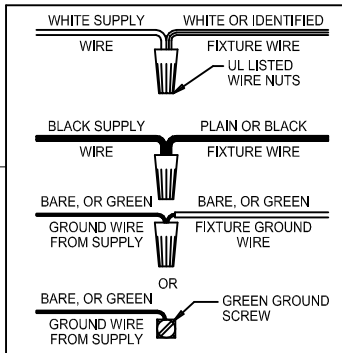 WHITE SUPPLY WHITE OR IDENTIFIED
WIRE FIXTURE WIRE
UL LISTED
WIRE NUTS
BLACK SUPPLY PLAIN OR BLACK
WIRE FIXTURE WIRE
BARE, OR GREEN BARE, OR GREEN
GROUND WIRE FIXTURE GROUND
FROM SUPPLY WIRE
OR
BARE, OR GREEN GREEN GROUND
SCREW
GROUND WIRE
FROM SUPPLY